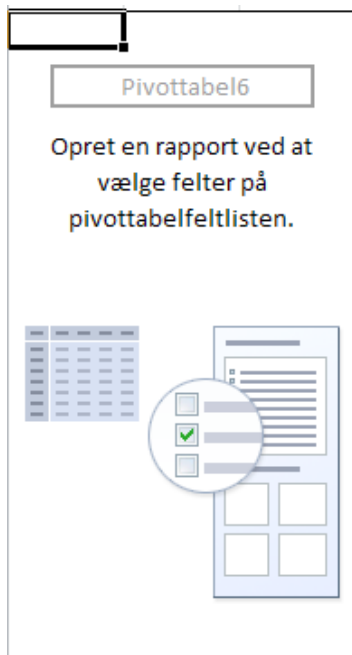 Pivottabel6
Opret en rapport ved at
vælge felter på
pivottabelfeltlisten.